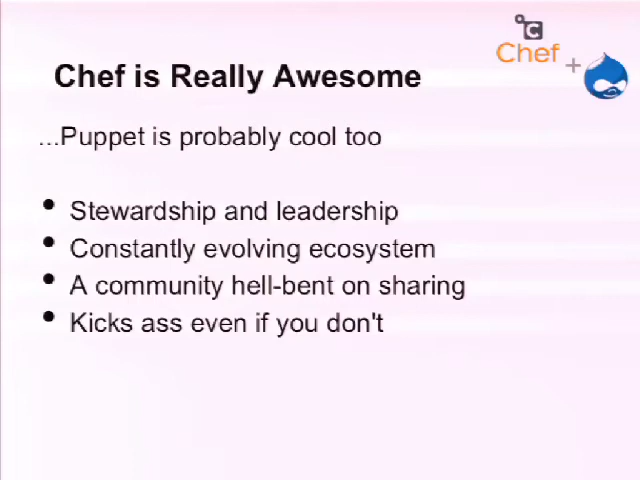 °C
Chef
+
Chef is Really Awesome
...Puppet is probably cool too
• Stewardship and leadership
• Constantly evolving ecosystem
• A community hell-bent on sharing
• Kicks ass even if you don't